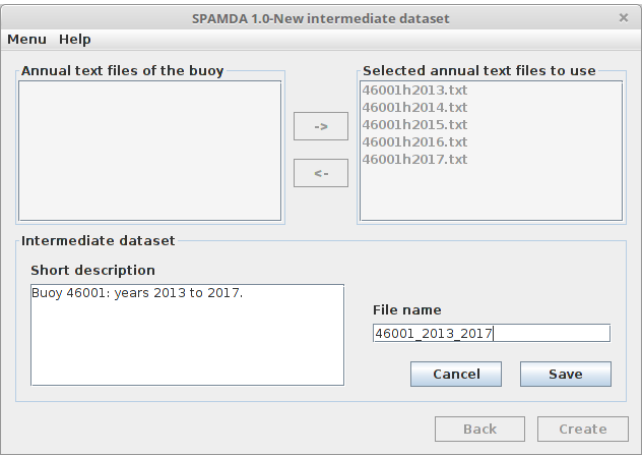 SPAMDA 1.0-New intermediate dataset ×
Menu Help
Annual text files of the buoy
Selected annual text files to use
46001h2013.txt
46001h2014.txt
46001h2015.txt
46001h2016.txt
46001h2017.txt
->
<-
Intermediate dataset
Short description
Buoy 46001: years 2013 to 2017.
File name
46001_2013_2017
Cancel Save
Back Create